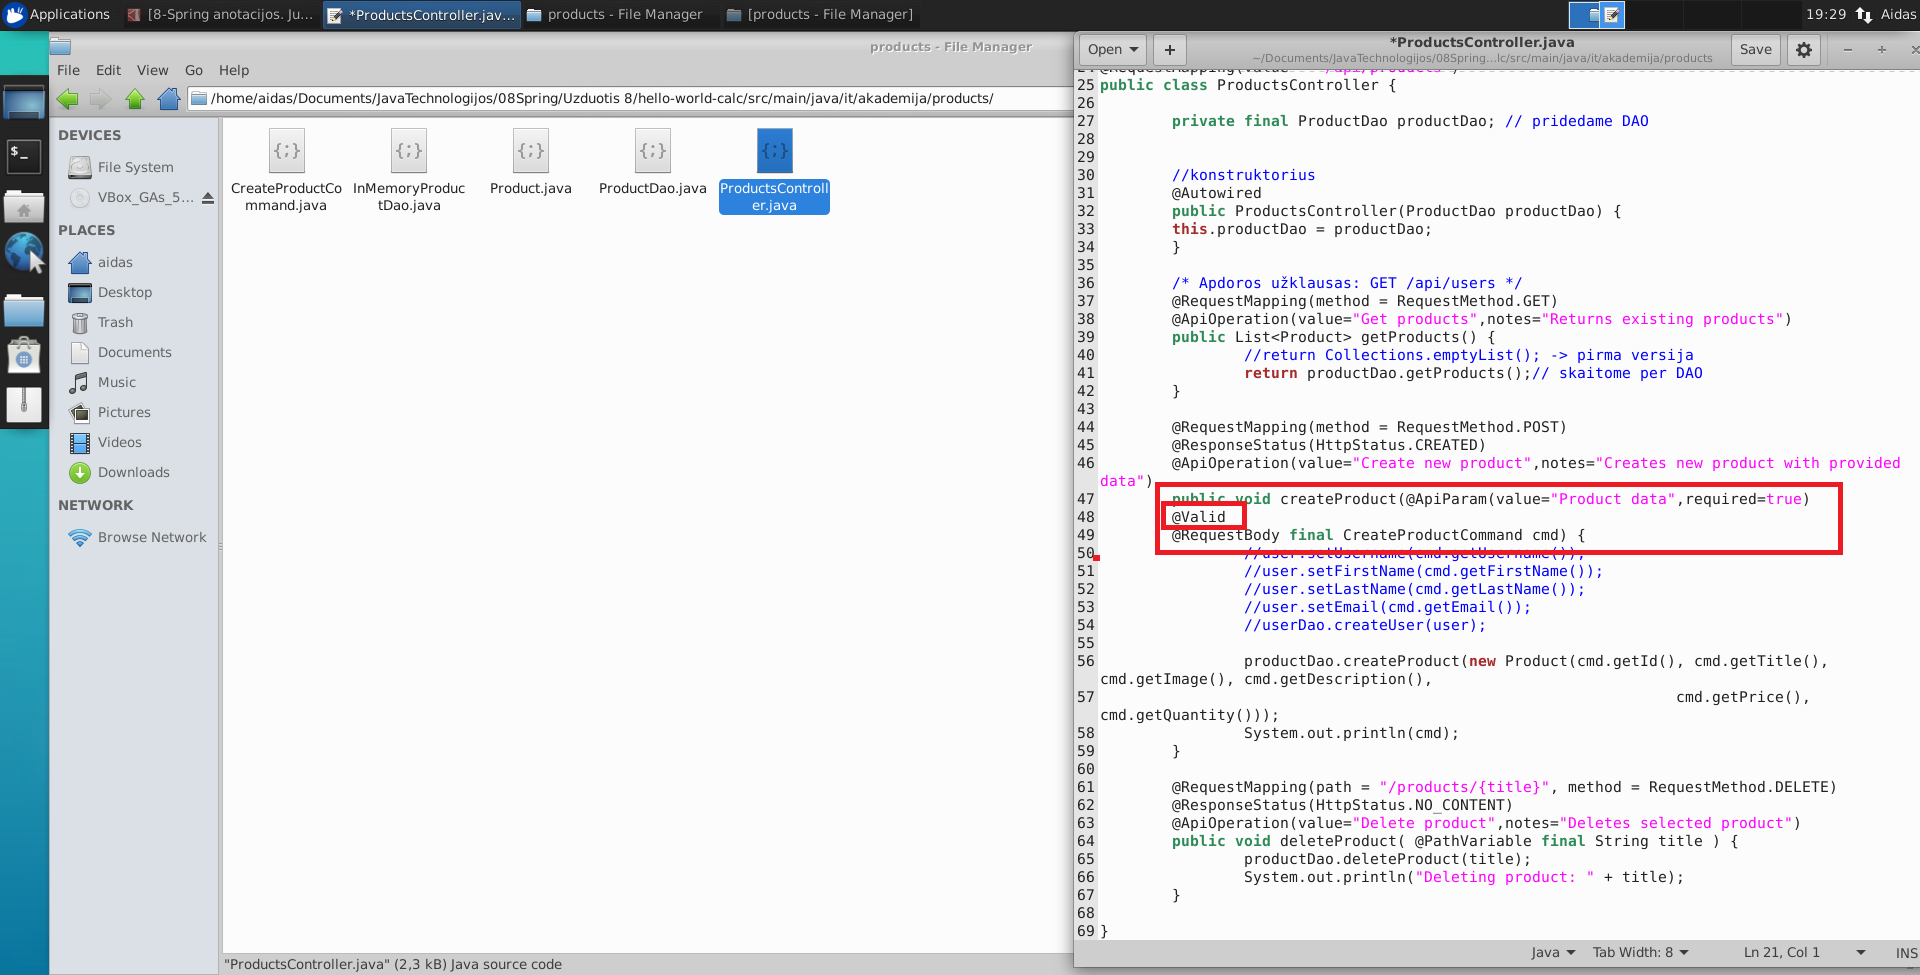 Applications
[8-Spring anotacijos. Ju...
*ProductsController.jav...
products - File Manager
[products - File Manager]
19:29
Aidas
products - File Manager
File Edit View Go Help
/home/aidas/Documents/JavaTechnologijos/08Spring/Uzduotis 8/hello-world-calc/src/main/java/it/akademija/products/
DEVICES
File System
VBox_GAs_5...
PLACES
aidas
Desktop
Trash
Documents
Music
Pictures
Videos
Downloads
NETWORK
Browse Network
CreateProductCo
mmand.java
InMemoryProduc
tDao.java
Product.java
ProductDao.java
ProductsControll
er.java
"ProductsController.java" (2,3 kB) Java source code
Open
+
*ProductsController.java
~/Documents/JavaTechnologijos/08Spring...lc/src/main/java/it/akademija/products
Save
24 @RequestMapping(value = "/api/products")
25 public class ProductsController {
26
27 private final ProductDao productDao; // pridedame DAO
28
29
30 //konstruktorius
31 @Autowired
32 public ProductsController(ProductDao productDao) {
33 this.productDao = productDao;
34 }
35
36 /* Apdoros užklausas: GET /api/users */
37 @RequestMapping(method = RequestMethod.GET)
38 @ApiOperation(value="Get products",notes="Returns existing products")
39 public List<Product> getProducts() {
40 //return Collections.emptyList(); -> pirma versija
41 return productDao.getProducts();// skaitome per DAO
42 }
43
44 @RequestMapping(method = RequestMethod.POST)
45 @ResponseStatus(HttpStatus.CREATED)
46 @ApiOperation(value="Create new product",notes="Creates new product with provided
data")
47 public void createProduct(@ApiParam(value="Product data",required=true)
48 @Valid
49 @RequestBody final CreateProductCommand cmd) {
50 //user.setUsername(cmd.getUsername());
51 //user.setFirstName(cmd.getFirstName());
52 //user.setLastName(cmd.getLastName());
53 //user.setEmail(cmd.getEmail());
54 //userDao.createUser(user);
55
56 productDao.createProduct(new Product(cmd.getId(), cmd.getTitle(),
cmd.getImage(), cmd.getDescription(),
57 cmd.getPrice(),
cmd.getQuantity()));
58 System.out.println(cmd);
59 }
60
61 @RequestMapping(path = "/products/{title}", method = RequestMethod.DELETE)
62 @ResponseStatus(HttpStatus.NO_CONTENT)
63 @ApiOperation(value="Delete product",notes="Deletes selected product")
64 public void deleteProduct( @PathVariable final String title ) {
65 productDao.deleteProduct(title);
66 System.out.println("Deleting product: " + title);
67 }
68
69 }
Java Tab Width: 8 Ln 21, Col 1 INS